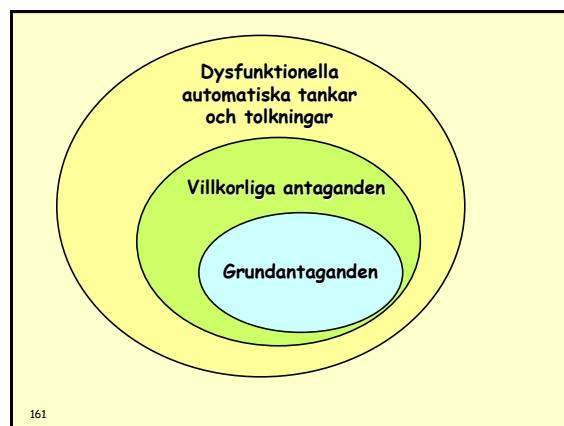 Dysfunktionella
automatiska tankar
och tolkningar
Villkorliga antaganden
Grundantaganden
161